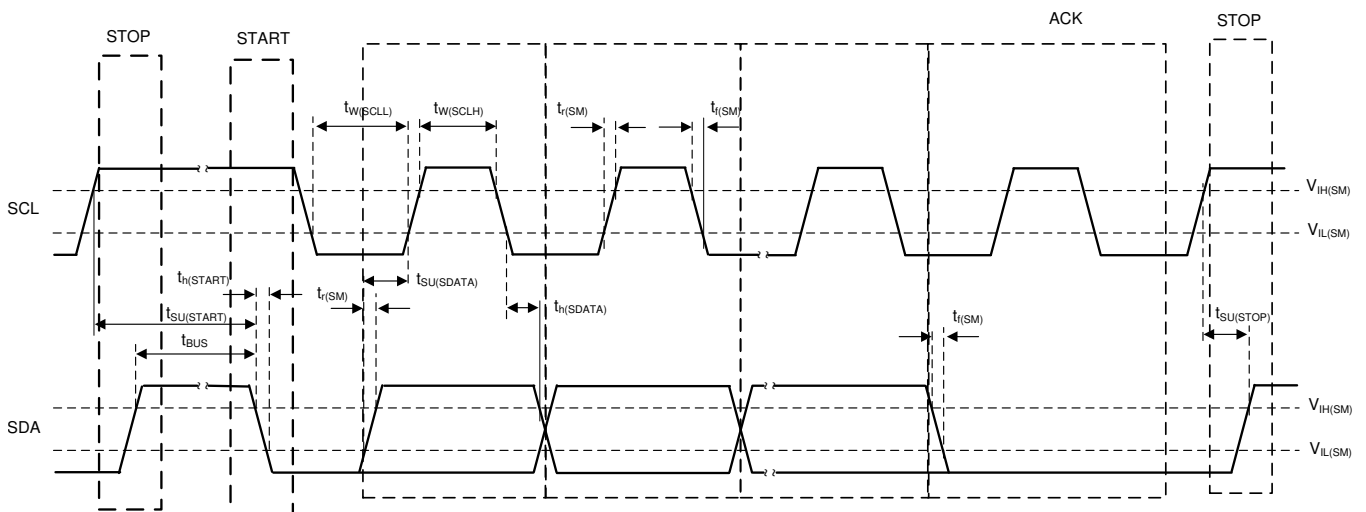 ACK
STOP START STOP
tW(SCLL) tW(SCLH) tr(SM) tf(SM)
VIH(SM)
SCL
VIL(SM)
th(START) tSU(SDATA)
tr(SM) th(SDATA)
tSU(START) tf(SM) tSU(STOP)
tBUS
VIH(SM)
SDA
VIL(SM)